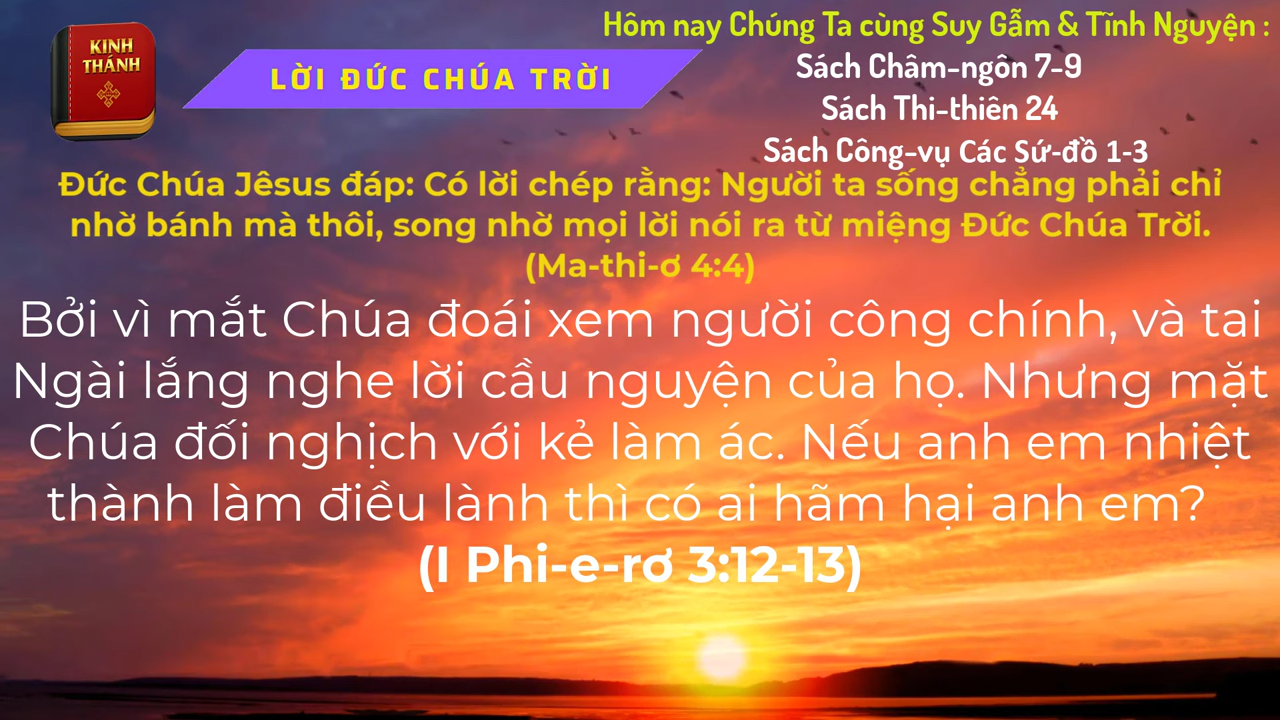 Hôm nay Chúng Ta cùng Suy Gẫm & Tĩnh Nguyện :
KINH
THÁNH
LỜI ĐỨC CHÚA TRỜI
Sách Châm-ngôn 7-9
Sách Thi-thiên 24
Sách Công-vụ Các Sứ-đồ 1-3
Đức Chúa Jêsus đáp: Có lời chép rằng: Người ta sống chẳng phải chỉ
nhờ bánh mà thôi, song nhờ mọi lời nói ra từ miệng Đức Chúa Trời.
(Ma-thi-ơ 4:4)
Bởi vì mắt Chúa đoái xem người công chính, và tai
Ngài lắng nghe lời cầu nguyện của họ. Nhưng mặt
Chúa đối nghịch với kẻ làm ác. Nếu anh em nhiệt
thành làm điều lành thì có ai hãm hại anh em?
(I Phi-e-rơ 3:12-13)